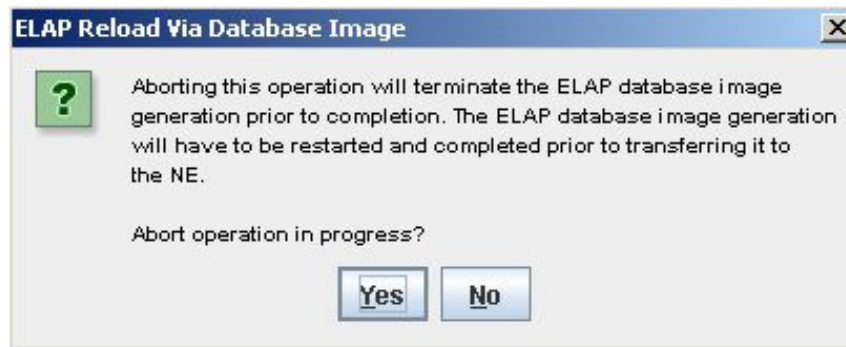 ELAP Reload Via Database Image
X
?
Aborting this operation will terminate the ELAP database image
generation prior to completion. The ELAP database image generation
will have to be restarted and completed prior to transferring it to
the NE.
Abort operation in progress?
Yes No